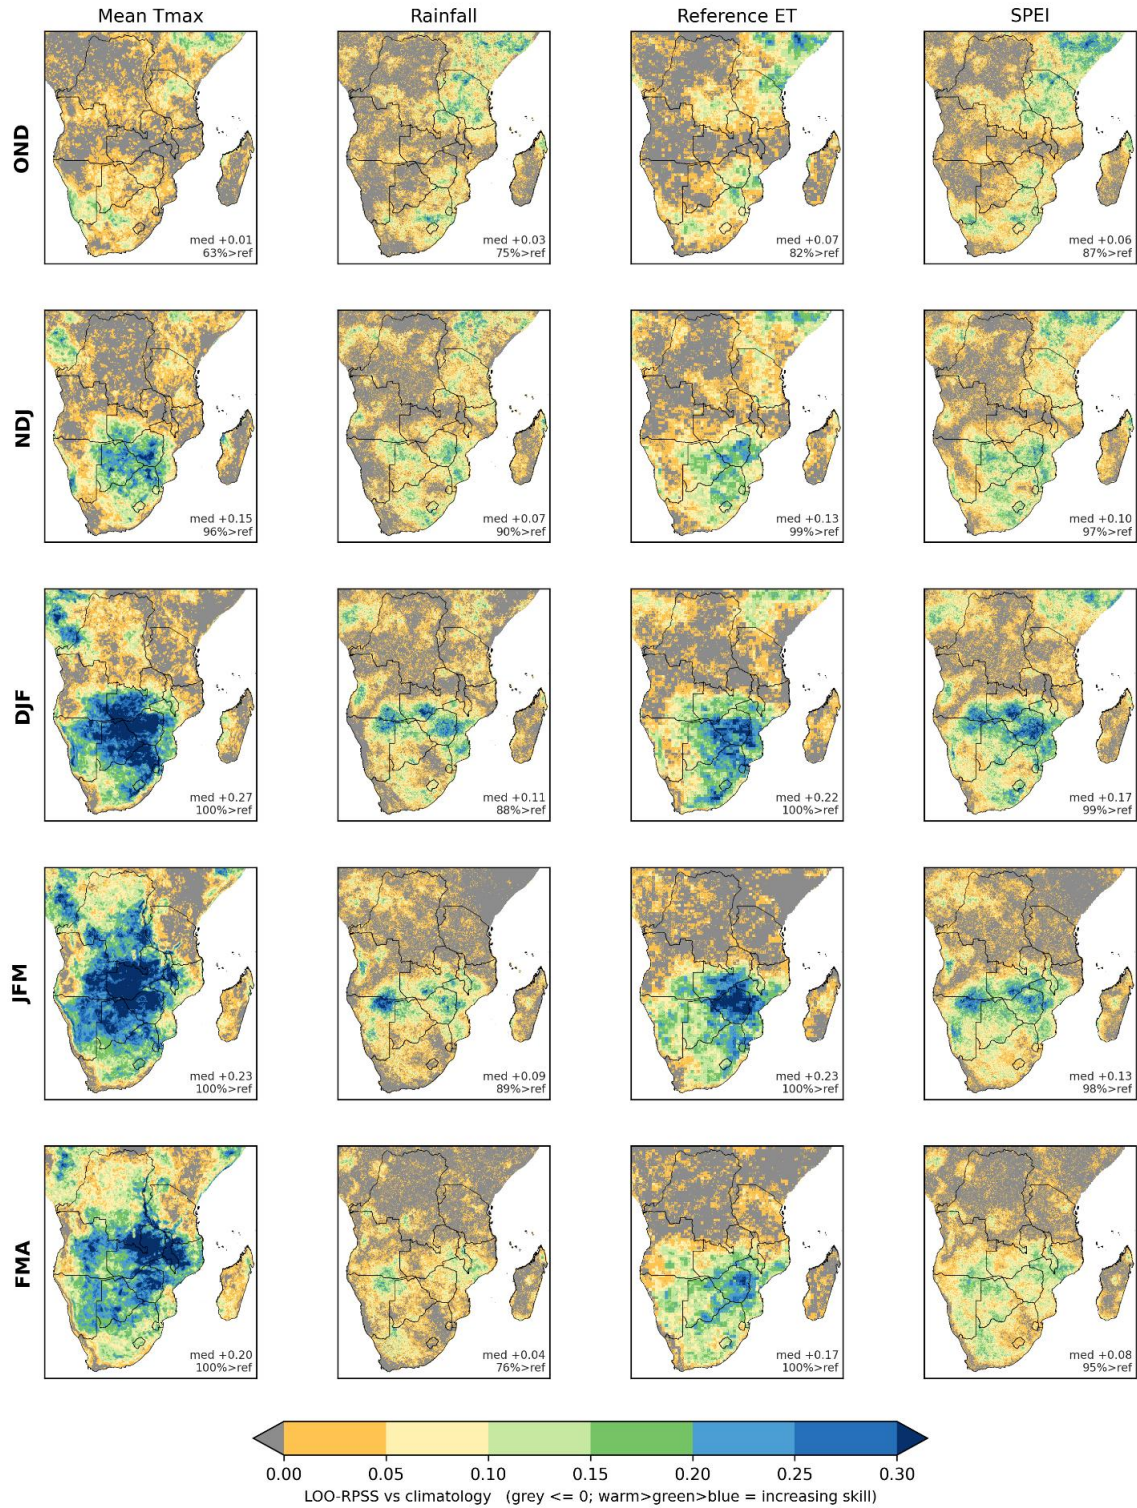 Mean Tmax
Rainfall
Reference ET
SPEI
OND
med +0.01
63%>ref
med +0.03
75%>ref
med +0.07
82%>ref
med +0.06
87%>ref
NDJ
med +0.15
96%>ref
med +0.07
90%>ref
med +0.13
99%>ref
med +0.10
97%>ref
DJF
med +0.27
100%>ref
med +0.11
88%>ref
med +0.22
100%>ref
med +0.17
99%>ref
JFM
med +0.23
100%>ref
med +0.09
89%>ref
med +0.23
100%>ref
med +0.13
98%>ref
FMA
med +0.20
100%>ref
med +0.04
76%>ref
med +0.17
100%>ref
med +0.08
95%>ref
0.00 0.05 0.10 0.15 0.20 0.25 0.30
LOO-RPSS vs climatology (grey <= 0; warm>green>blue = increasing skill)